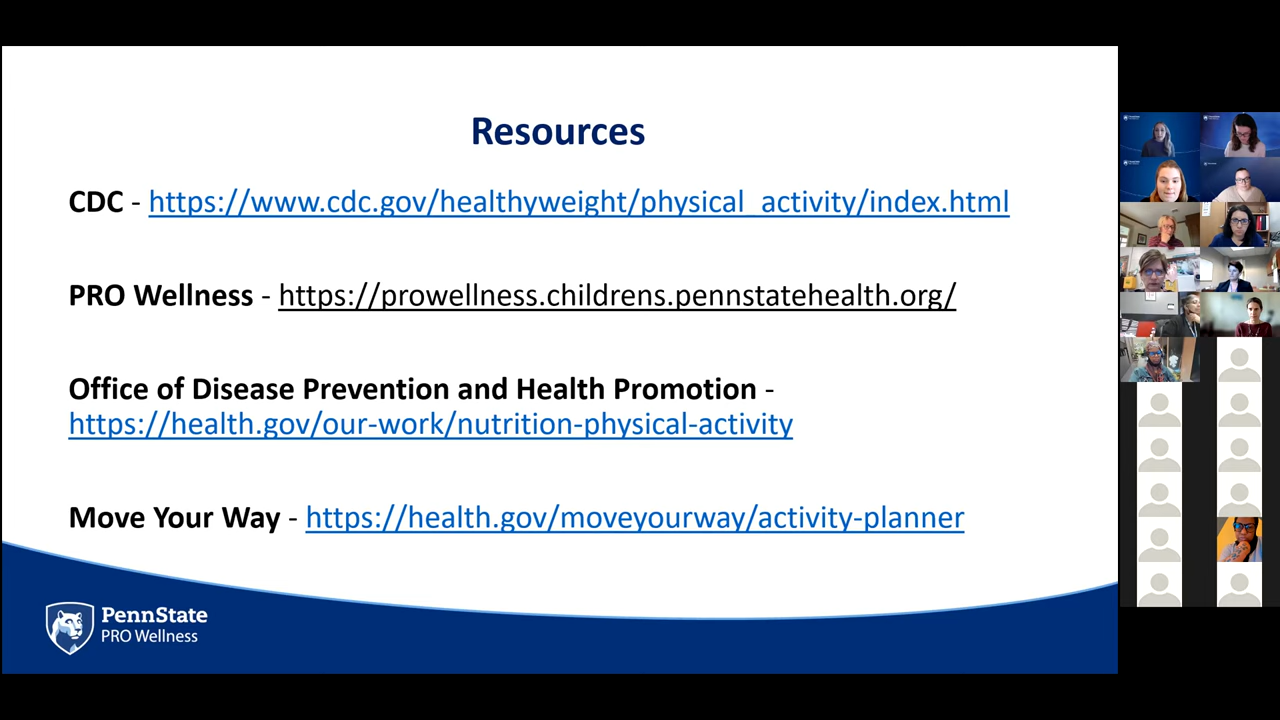 Resources
CDC - https://www.cdc.gov/healthyweight/physical_activity/index.html
PRO Wellness - https://prowellness.childrens.pennstatehealth.org/
Office of Disease Prevention and Health Promotion -
https://health.gov/our-work/nutrition-physical-activity
Move Your Way - https://health.gov/moveyourway/activity-planner
PennState
PRO Wellness